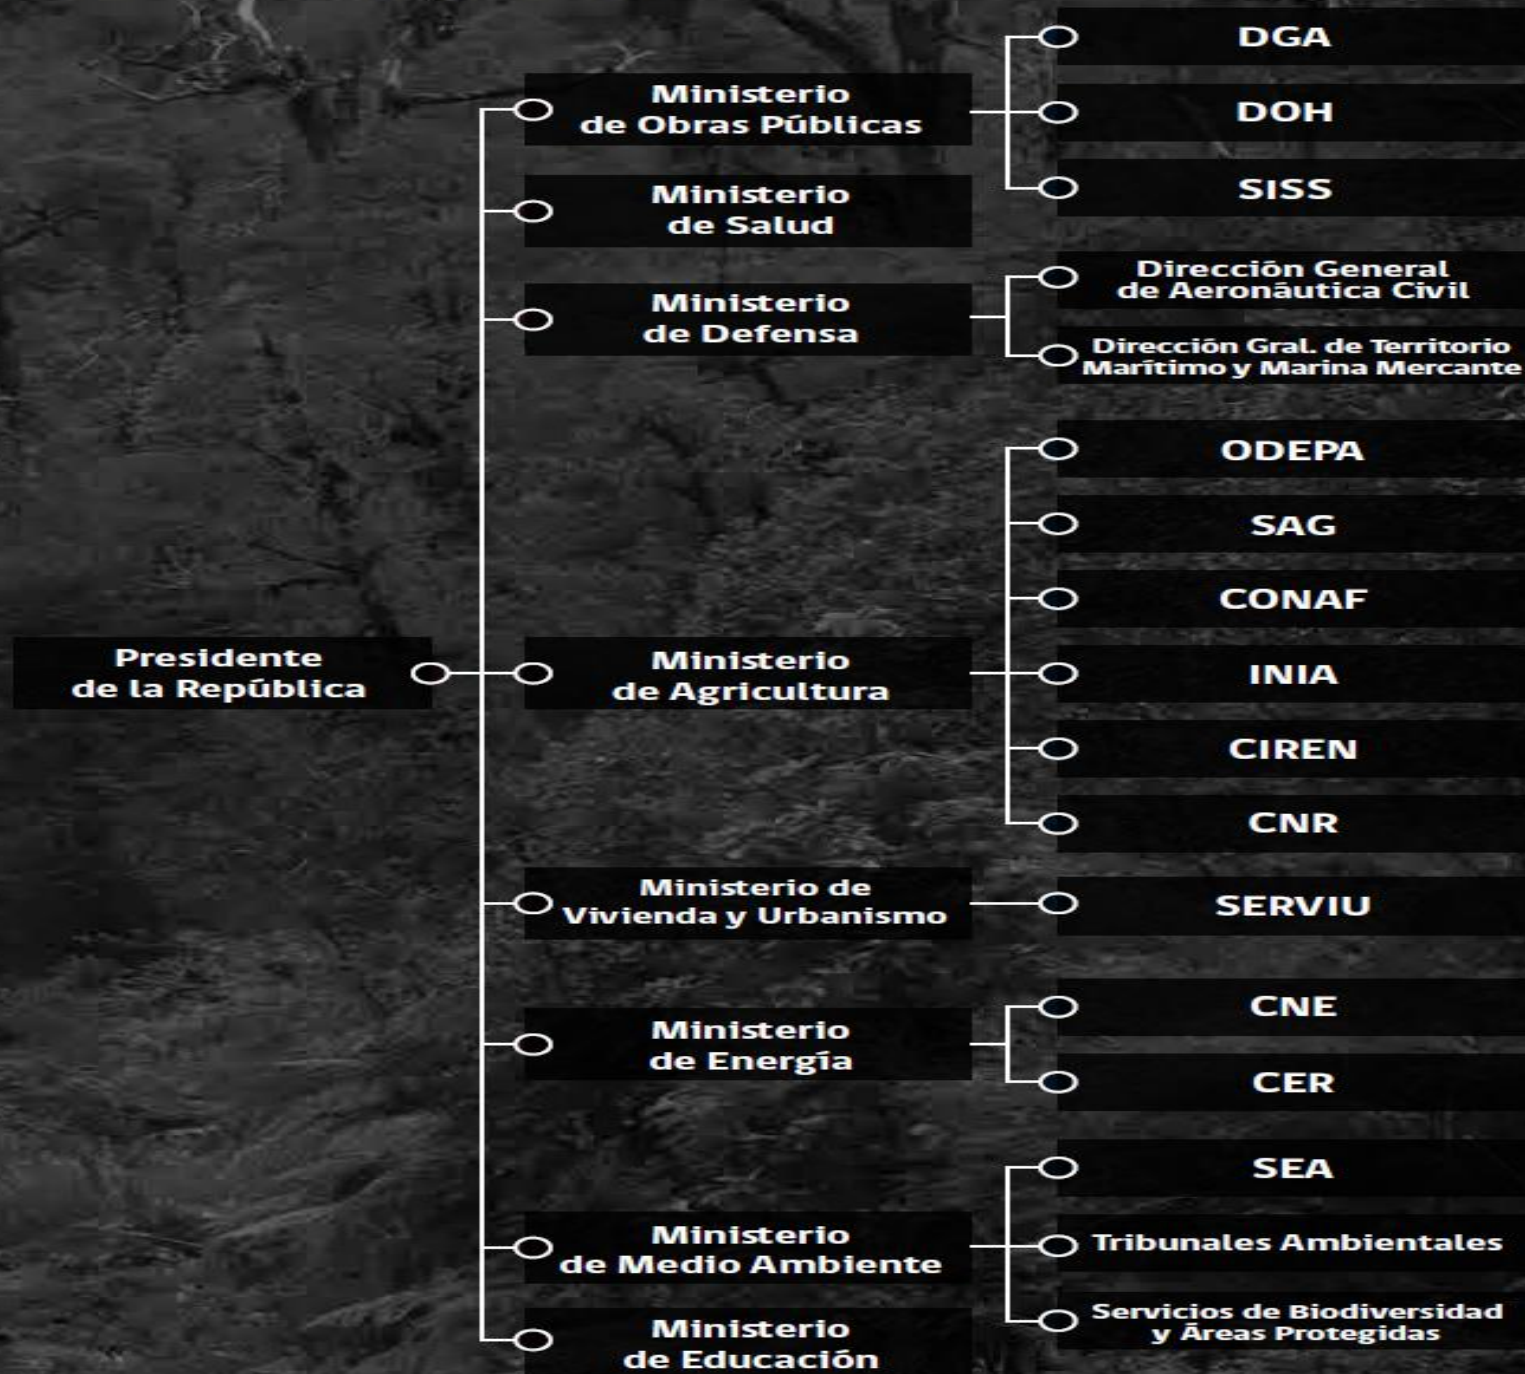 Presidente
de la República
Ministerio
de Obras Públicas
DGA
DOH
SISS
Ministerio
de Salud
Ministerio
de Defensa
Dirección General
de Aeronáutica Civil
Dirección Gral. de Territorio
Marítimo y Marina Mercante
Ministerio
de Agricultura
ODEPA
SAG
CONAF
INIA
CIREN
CNR
Ministerio de
Vivienda y Urbanismo
SERVIU
Ministerio
de Energía
CNE
CER
Ministerio
de Medio Ambiente
SEA
Tribunales Ambientales
Servicios de Biodiversidad
y Áreas Protegidas
Ministerio
de Educación